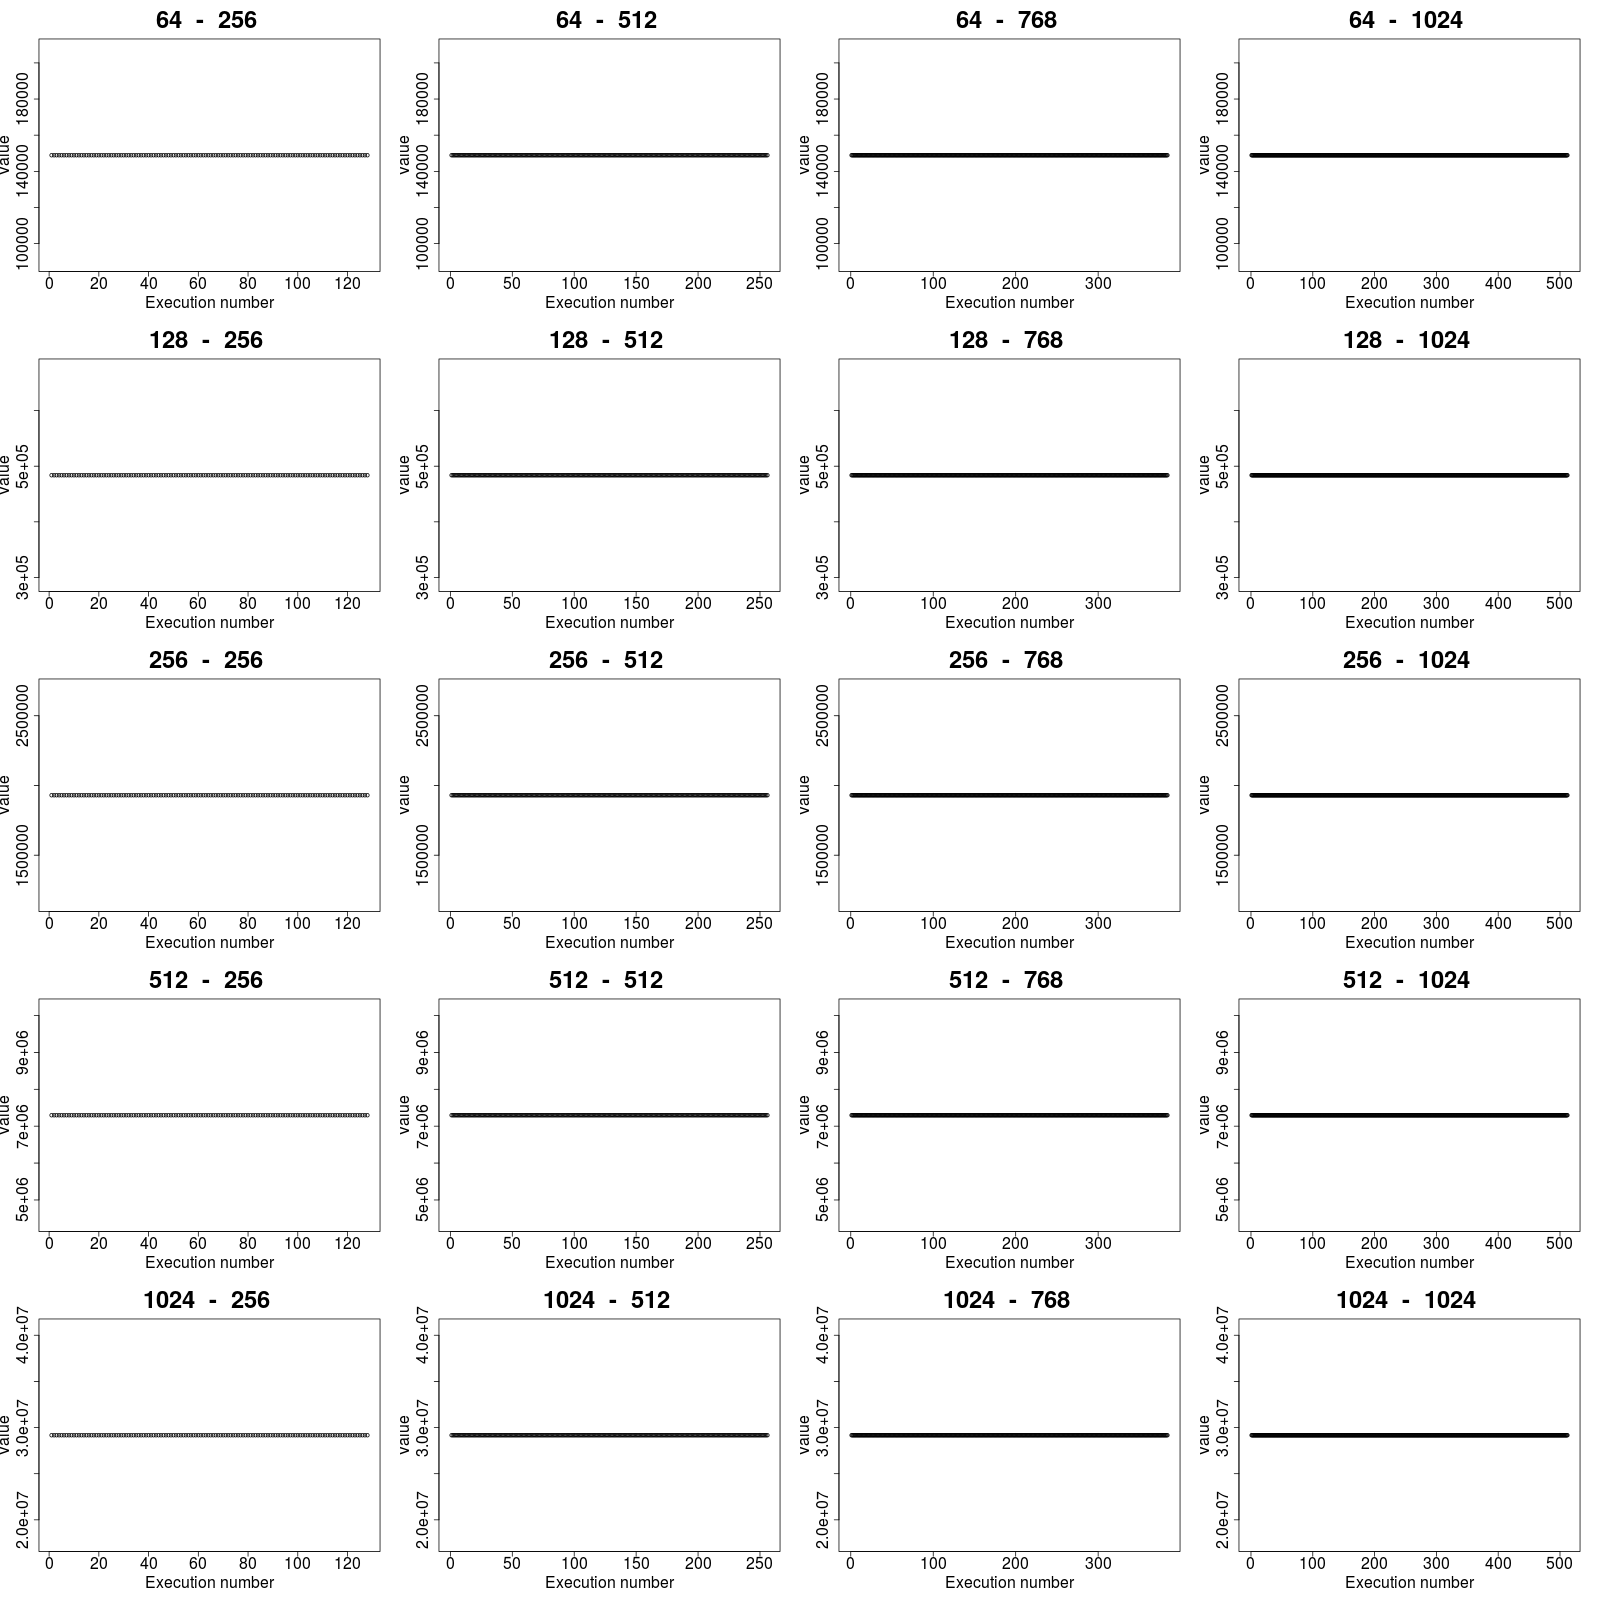 64 - 256
value
100000 140000 180000
0 20 40 60 80 100 120
Execution number
64 - 512
value
100000 140000 180000
0 50 100 150 200 250
Execution number
64 - 768
value
100000 140000 180000
0 100 200 300
Execution number
64 - 1024
value
100000 140000 180000
0 100 200 300 400 500
Execution number
128 - 256
value
3e+05 5e+05
0 20 40 60 80 100 120
Execution number
128 - 512
value
3e+05 5e+05
0 50 100 150 200 250
Execution number
128 - 768
value
3e+05 5e+05
0 100 200 300
Execution number
128 - 1024
value
3e+05 5e+05
0 100 200 300 400 500
Execution number
256 - 256
value
1500000 2500000
0 20 40 60 80 100 120
Execution number
256 - 512
value
1500000 2500000
0 50 100 150 200 250
Execution number
256 - 768
value
1500000 2500000
0 100 200 300
Execution number
256 - 1024
value
1500000 2500000
0 100 200 300 400 500
Execution number
512 - 256
value
5e+06 7e+06 9e+06
0 20 40 60 80 100 120
Execution number
512 - 512
value
5e+06 7e+06 9e+06
0 50 100 150 200 250
Execution number
512 - 768
value
5e+06 7e+06 9e+06
0 100 200 300
Execution number
512 - 1024
value
5e+06 7e+06 9e+06
0 100 200 300 400 500
Execution number
1024 - 256
value
2.0e+07 3.0e+07 4.0e+07
0 20 40 60 80 100 120
Execution number
1024 - 512
value
2.0e+07 3.0e+07 4.0e+07
0 50 100 150 200 250
Execution number
1024 - 768
value
2.0e+07 3.0e+07 4.0e+07
0 100 200 300
Execution number
1024 - 1024
value
2.0e+07 3.0e+07 4.0e+07
0 100 200 300 400 500
Execution number